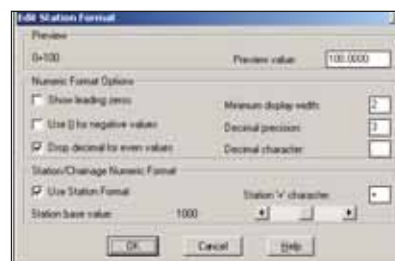 Edit Station Format
Preview
0+100 Preview value: 100.0000
Numeric Format Options
Show leading zeros Minimum display width: 2
Use () for negative values Decimal precision: 3
Drop decimal for even values Decimal character:
Station/Chainage Numeric Format
Use Station Format Station '+' character: +
Station base value: 1000
OK Cancel Help